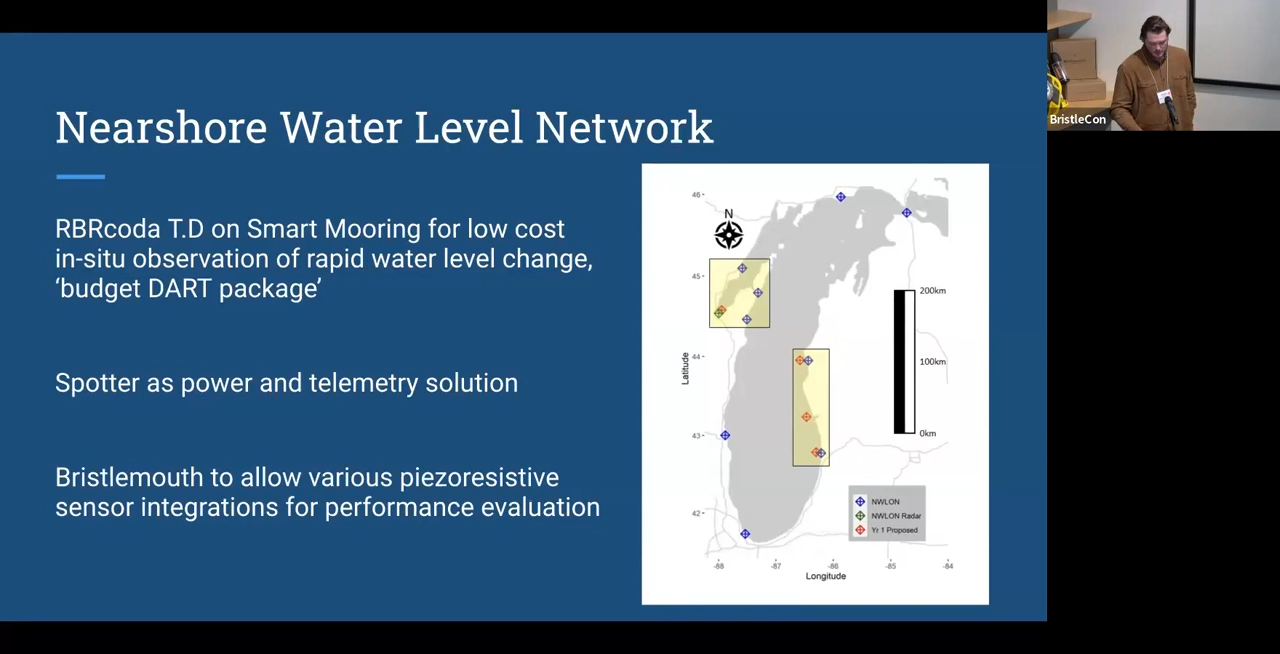 Nearshore Water Level Network
RBRcoda T.D on Smart Mooring for low cost
in-situ observation of rapid water level change,
‘budget DART package’
Spotter as power and telemetry solution
Bristlemouth to allow various piezoresistive
sensor integrations for performance evaluation
N
46
45
44
43
42
Latitude
-88
-87
-86
-85
-84
Longitude
200km
100km
0km
NWLON
NWLON Radar
Yr 1 Proposed
BristleCon